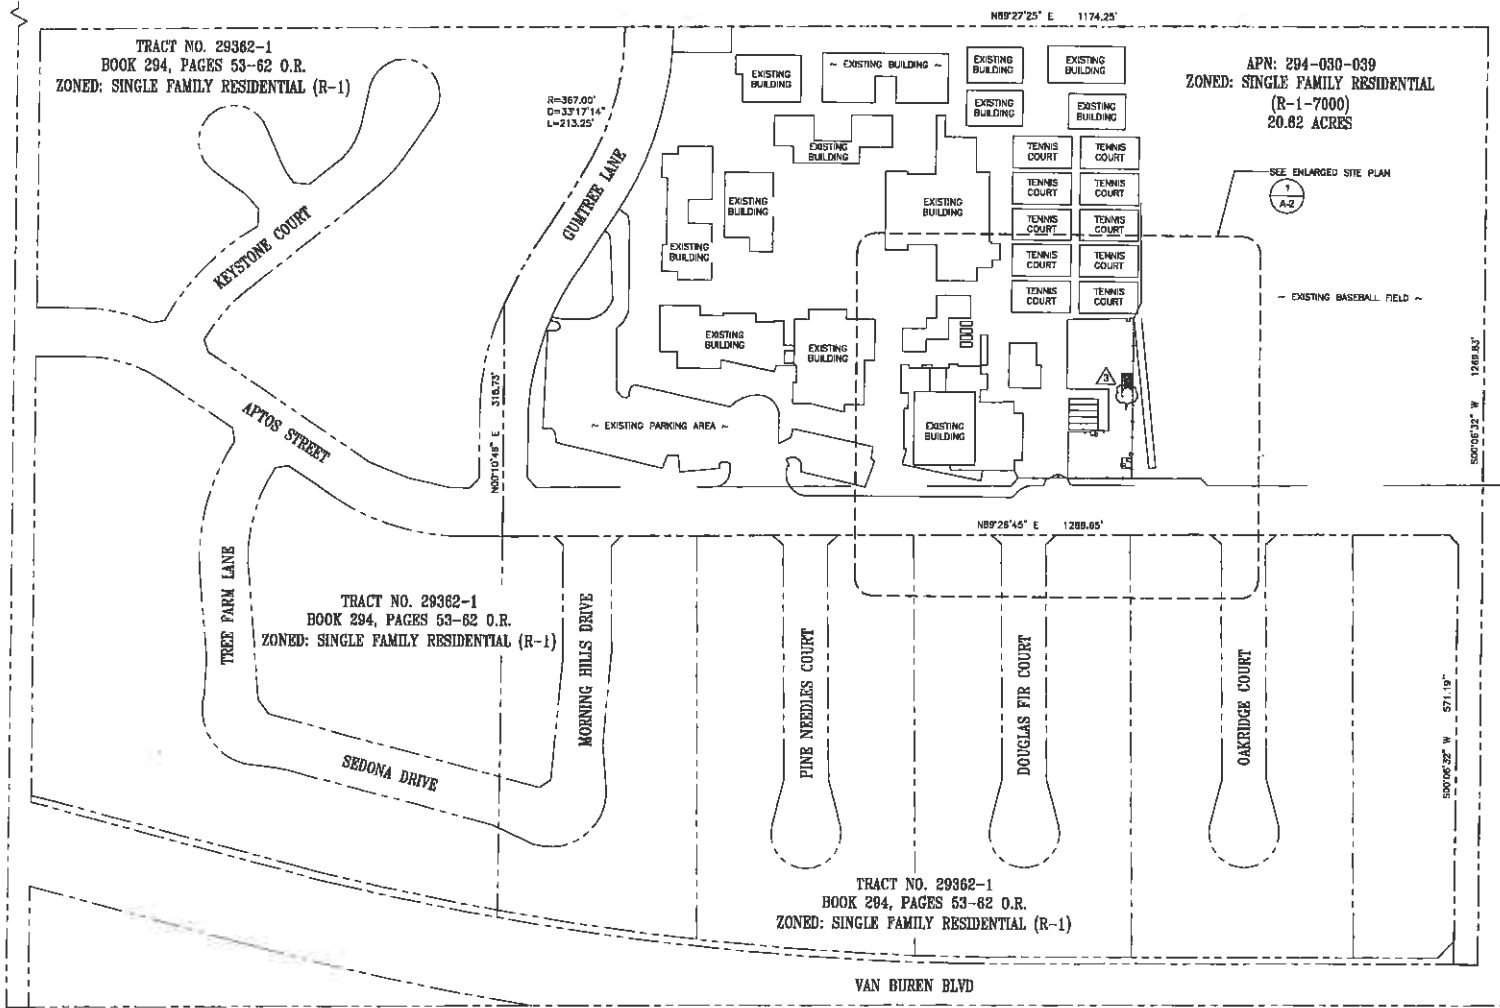 N89°27'25" E 1174.25'
TRACT NO. 29362-1
BOOK 294, PAGES 53-62 O.R.
ZONED: SINGLE FAMILY RESIDENTIAL (R-1)
APN: 294-030-039
ZONED: SINGLE FAMILY RESIDENTIAL
(R-1-7000)
20.62 ACRES
R=367.00'
D=33°17'14"
L=213.25'
GUMTREE LANE
KEYSTONE COURT
EXISTING
BUILDING
~ EXISTING BUILDING ~
EXISTING
BUILDING
EXISTING
BUILDING
EXISTING
BUILDING
EXISTING
BUILDING
EXISTING
BUILDING
EXISTING
BUILDING
EXISTING
BUILDING
EXISTING
BUILDING
TENNIS
COURT
TENNIS
COURT
TENNIS
COURT
TENNIS
COURT
TENNIS
COURT
TENNIS
COURT
TENNIS
COURT
TENNIS
COURT
TENNIS
COURT
TENNIS
COURT
SEE ENLARGED SITE PLAN
1
A-2
~ EXISTING BASEBALL FIELD ~
EXISTING
BUILDING
EXISTING
BUILDING
3
S00°06'32" W 1269.83'
N00°10'48" E 316.73'
APTOS STREET
~ EXISTING PARKING AREA ~
EXISTING
BUILDING
N89°26'45" E 1288.65'
TREE FARM LANE
TRACT NO. 29362-1
BOOK 294, PAGES 53-62 O.R.
ZONED: SINGLE FAMILY RESIDENTIAL (R-1)
MORNING HILLS DRIVE
PINE NEEDLES COURT
DOUGLAS FIR COURT
OAKRIDGE COURT
S00°06'32" W 571.19'
SEDONA DRIVE
TRACT NO. 29362-1
BOOK 294, PAGES 53-62 O.R.
ZONED: SINGLE FAMILY RESIDENTIAL (R-1)
VAN BUREN BLVD